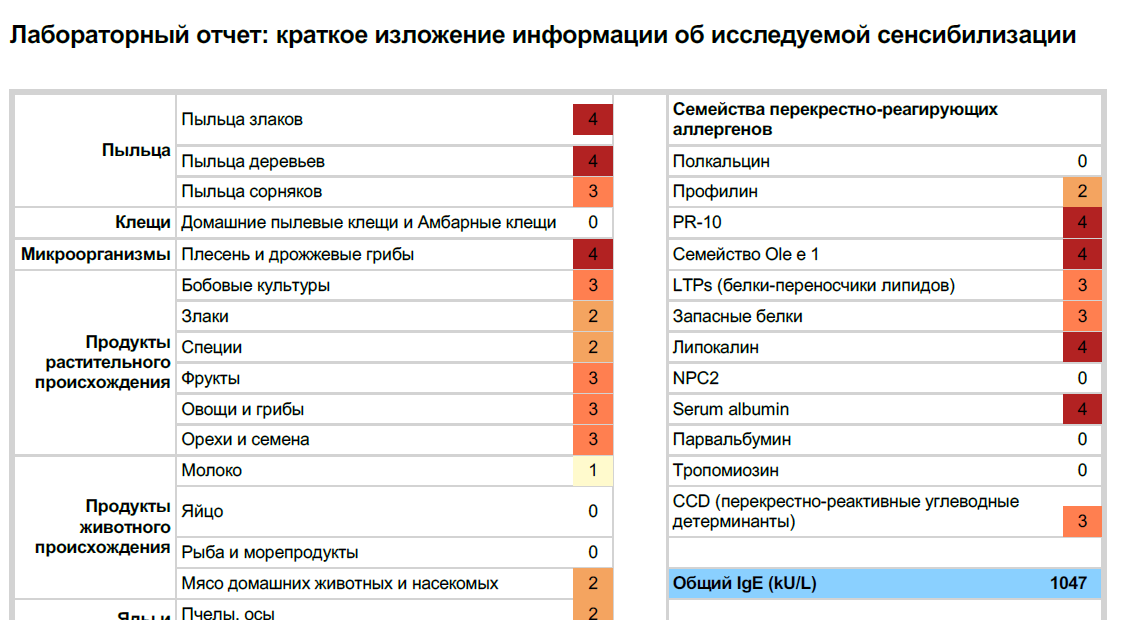 Лабораторный отчет: краткое изложение информации об исследуемой сенсибилизации
Пыльца
Пыльца злаков 4
Пыльца деревьев 4
Пыльца сорняков 3
Клещи Домашние пылевые клещи и Амбарные клещи 0
Микроорганизмы Плесень и дрожжевые грибы 4
Продукты
растительного
происхождения
Бобовые культуры 3
Злаки 2
Специи 2
Фрукты 3
Овощи и грибы 3
Орехи и семена 3
Продукты
животного
происхождения
Молоко 1
Яйцо 0
Рыба и морепродукты 0
Мясо домашних животных и насекомых 2
Яды и Пчелы, осы 2
Семейства перекрестно-реагирующих
аллергенов
Полкальцин 0
Профилин 2
PR-10 4
Семейство Ole e 1 4
LTPs (белки-переносчики липидов) 3
Запасные белки 3
Липокалин 4
NPC2 0
Serum albumin 4
Парвальбумин 0
Тропомиозин 0
CCD (перекрестно-реактивные углеводные
детерминанты) 3
Общий IgE (kU/L) 1047